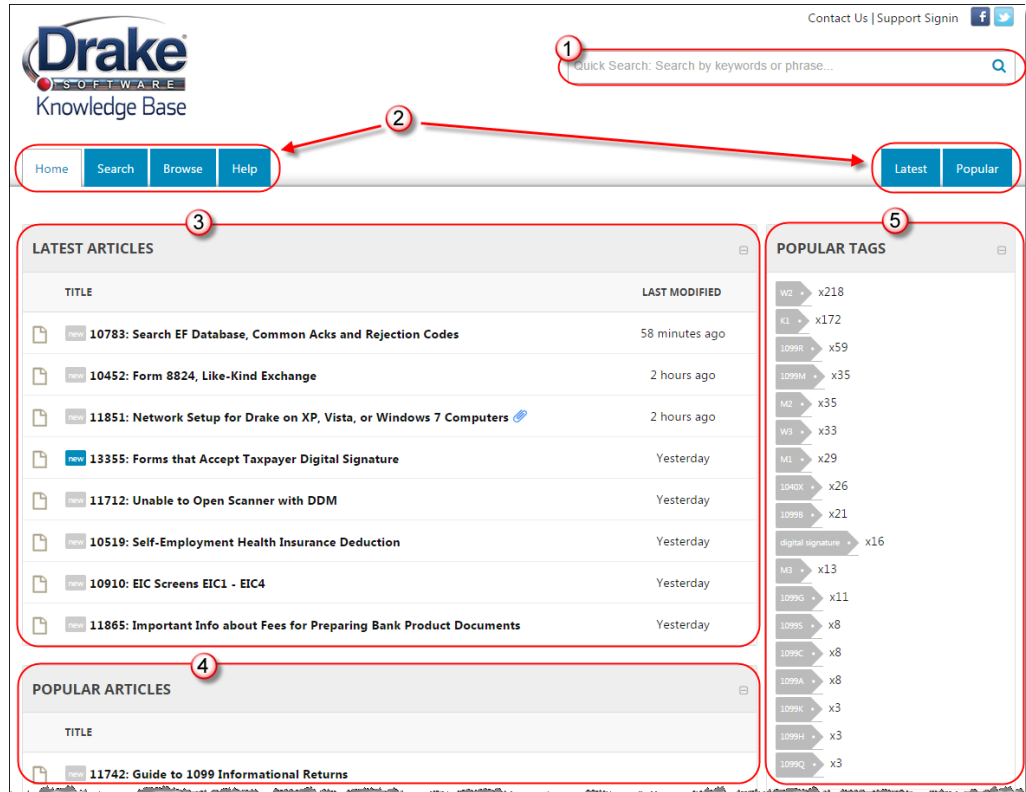 Contact Us | Support Signin
Drake
SOFTWARE
Knowledge Base
1
Quick Search: Search by keywords or phrase...
2
Home Search Browse Help Latest Popular
3
LATEST ARTICLES
TITLE LAST MODIFIED
new 10783: Search EF Database, Common Acks and Rejection Codes 58 minutes ago
new 10452: Form 8824, Like-Kind Exchange 2 hours ago
new 11851: Network Setup for Drake on XP, Vista, or Windows 7 Computers 2 hours ago
new 13355: Forms that Accept Taxpayer Digital Signature Yesterday
new 11712: Unable to Open Scanner with DDM Yesterday
new 10519: Self-Employment Health Insurance Deduction Yesterday
new 10910: EIC Screens EIC1 - EIC4 Yesterday
new 11865: Important Info about Fees for Preparing Bank Product Documents Yesterday
4
POPULAR ARTICLES
TITLE
new 11742: Guide to 1099 Informational Returns
5
POPULAR TAGS
W2 x218
K1 x172
1099R x59
1099M x35
M2 x35
W3 x33
M1 x29
1040X x26
1099B x21
digital signature x16
M3 x13
1099G x11
1099S x8
1099C x8
1099A x8
1099K x3
1099H x3
1099Q x3